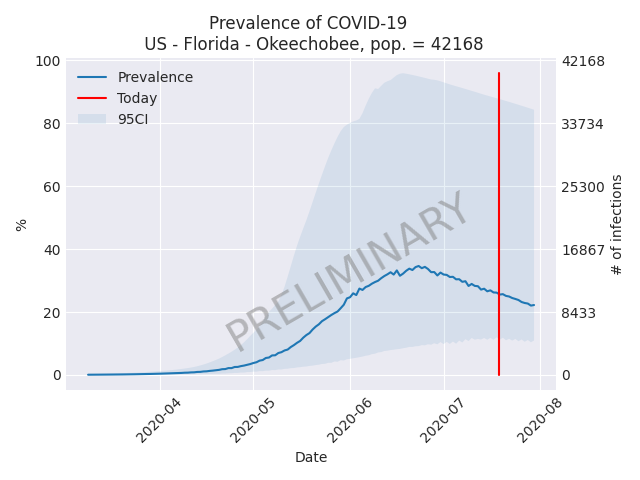 Prevalence of COVID-19
US - Florida - Okeechobee, pop. = 42168
Prevalence
Today
95CI
PRELIMINARY
%
100
80
60
40
20
0
42168
33734
25300
16867
8433
0
# of infections
2020-04
2020-05
2020-06
2020-07
2020-08
Date